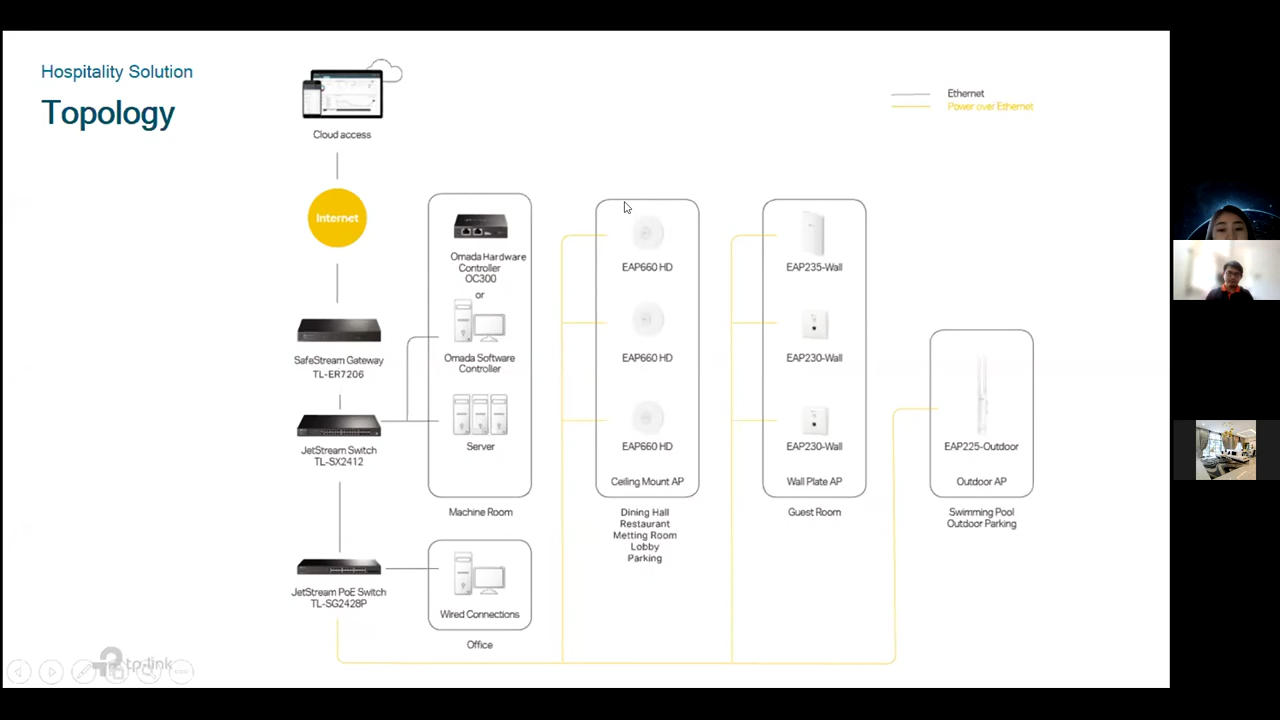 Hospitality Solution
Topology
Cloud access
Ethernet
Power over Ethernet
Internet
SafeStream Gateway
TL-ER7206
JetStream Switch
TL-SX2412
JetStream PoE Switch
TL-SG2428P
Omada Hardware
Controller
OC300
or
Omada Software
Controller
Server
Machine Room
Wired Connections
Office
EAP660 HD
EAP660 HD
EAP660 HD
Ceiling Mount AP
Dining Hall
Restaurant
Metting Room
Lobby
Parking
EAP235-Wall
EAP230-Wall
EAP230-Wall
Wall Plate AP
Guest Room
EAP225-Outdoor
Outdoor AP
Swimming Pool
Outdoor Parking
tp-link